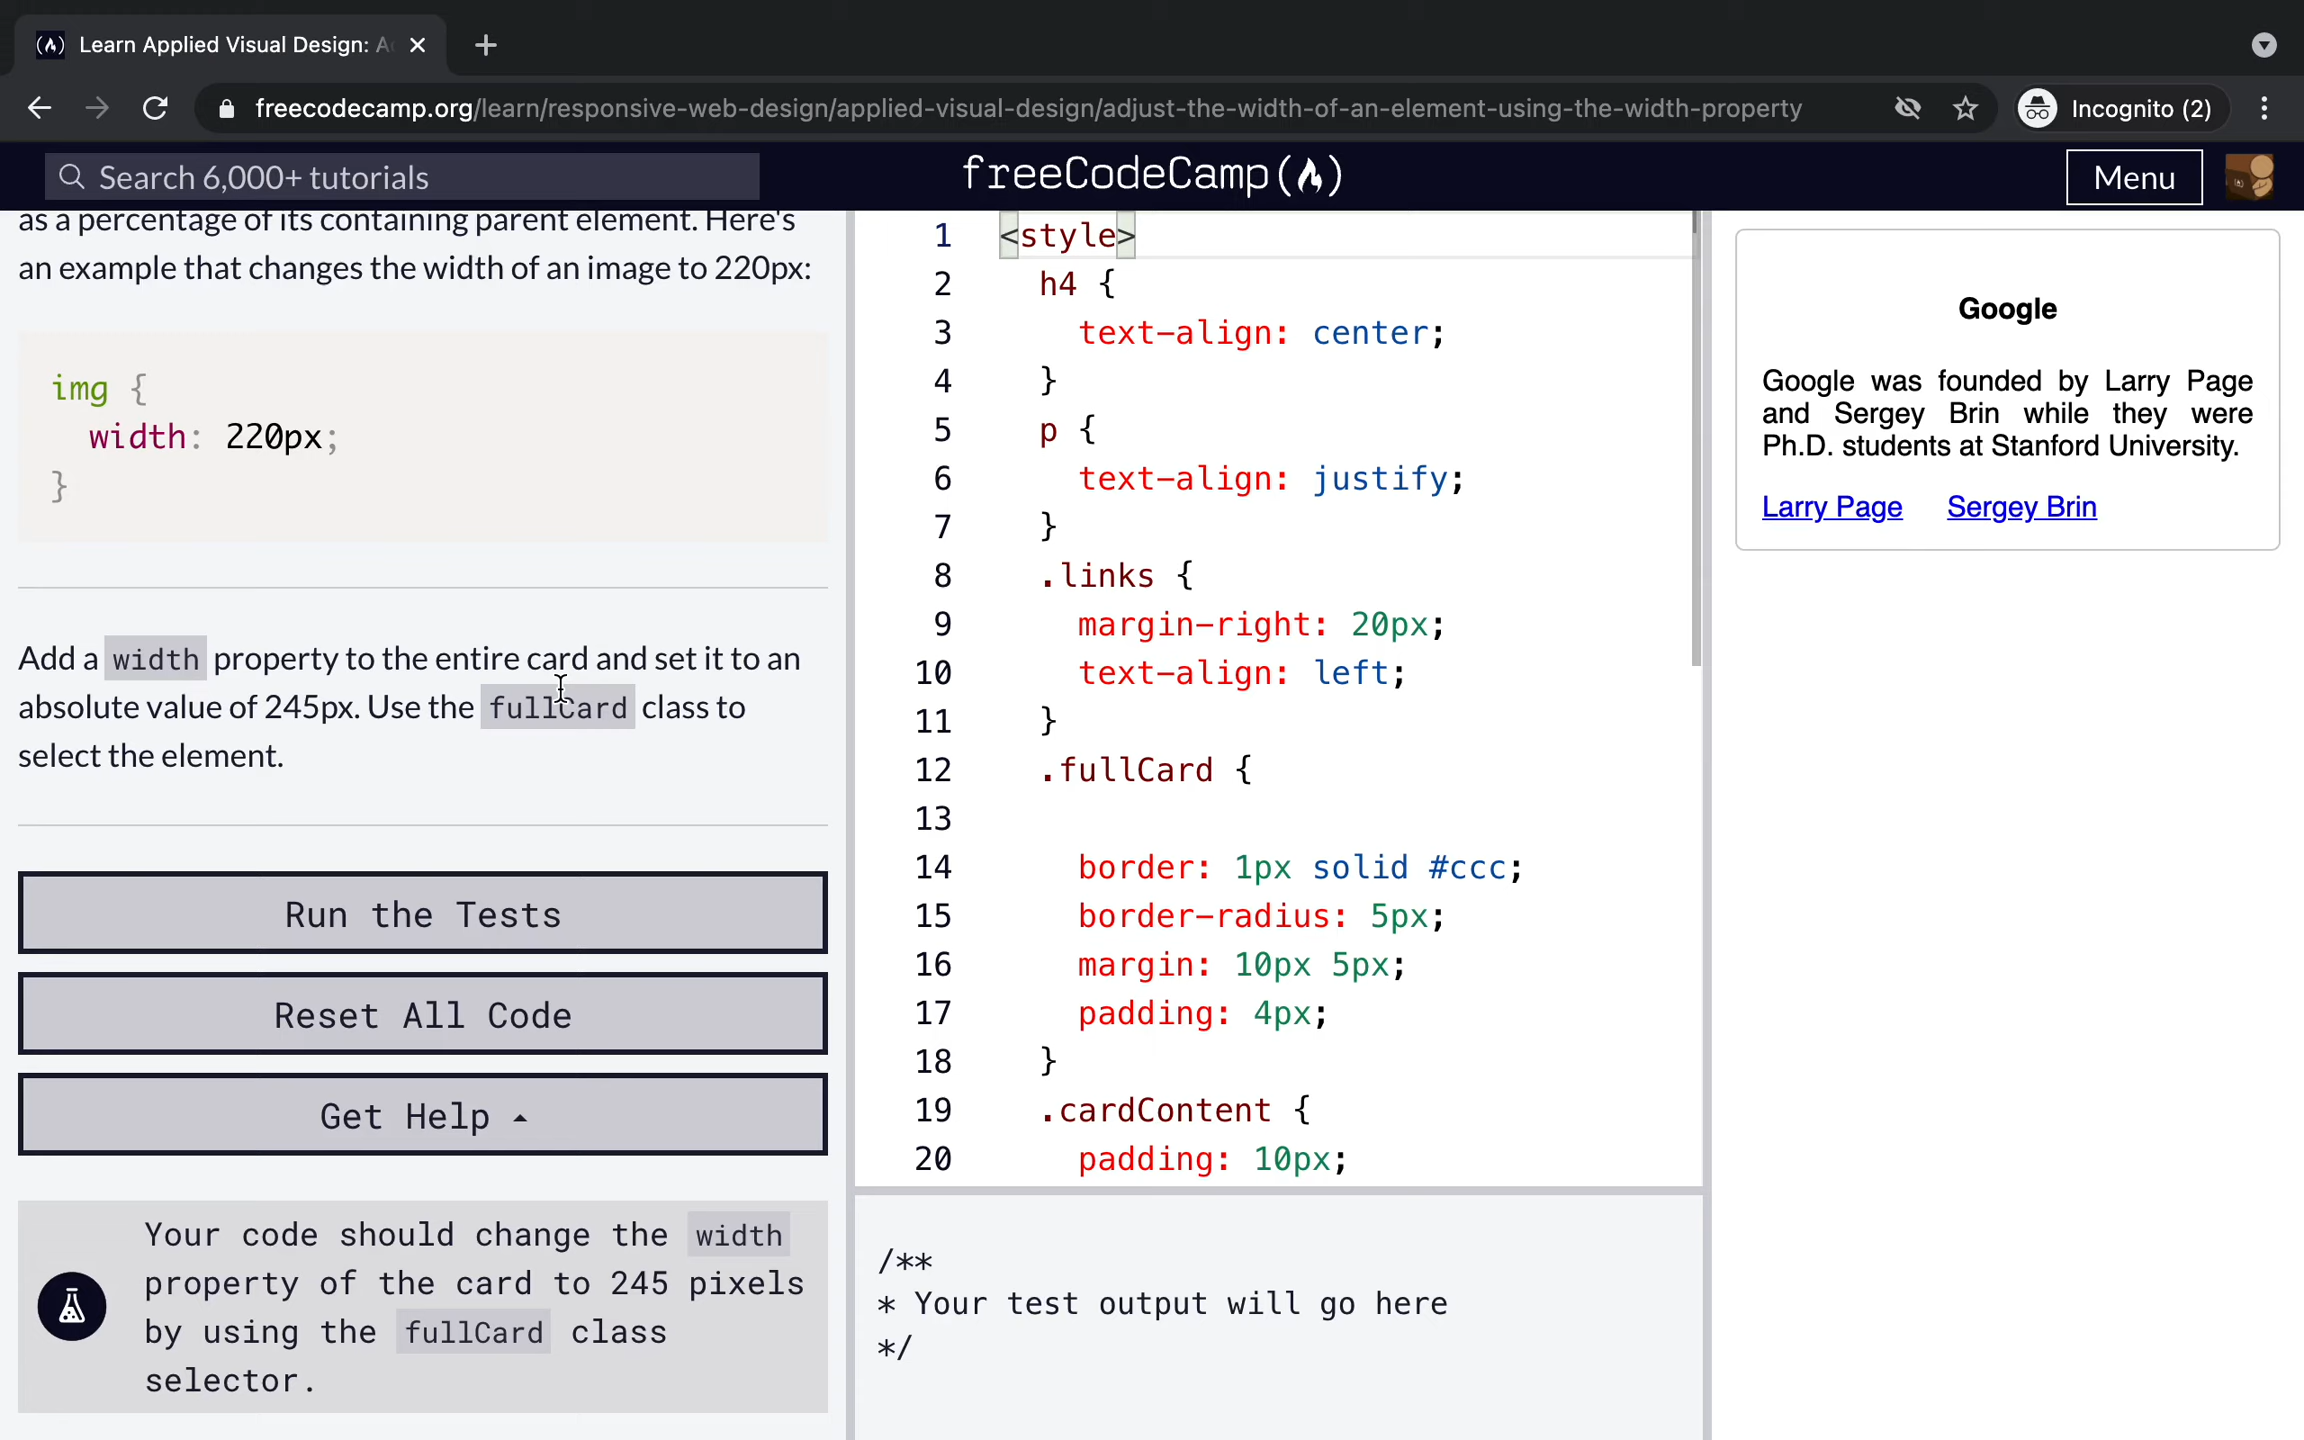 Learn Applied Visual Design: Ad
freecodecamp.org/learn/responsive-web-design/applied-visual-design/adjust-the-width-of-an-element-using-the-width-property
Incognito (2)
Search 6,000+ tutorials
freeCodeCamp(🔥)
Menu
as a percentage of its containing parent element. Here's
an example that changes the width of an image to 220px:
img {
width: 220px;
}
Add a width property to the entire card and set it to an
absolute value of 245px. Use the fullCard class to
select the element.
Run the Tests
Reset All Code
Get Help
Your code should change the width
property of the card to 245 pixels
by using the fullCard class
selector.
1 <style>
2 h4 {
3 text-align: center;
4 }
5 p {
6 text-align: justify;
7 }
8 .links {
9 margin-right: 20px;
10 text-align: left;
11 }
12 .fullCard {
13
14 border: 1px solid #ccc;
15 border-radius: 5px;
16 margin: 10px 5px;
17 padding: 4px;
18 }
19 .cardContent {
20 padding: 10px;
/**
* Your test output will go here
*/
Google
Google was founded by Larry Page
and Sergey Brin while they were
Ph.D. students at Stanford University.
Larry Page Sergey Brin